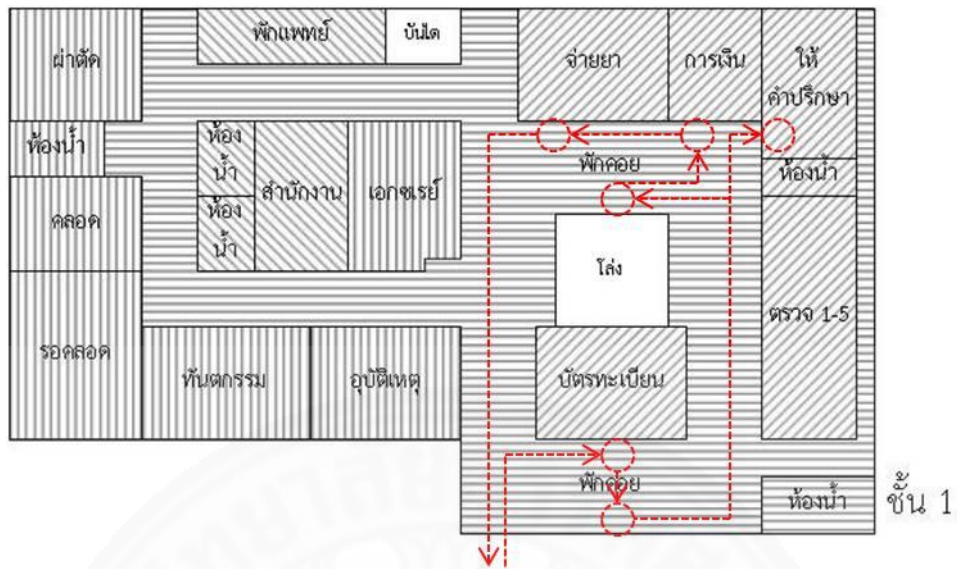 ผ่าตัด
พักแพทย์
บันได
จ่ายยา
การเงิน
ให้
คำปรึกษา
ห้องน้ำ
ห้อง
น้ำ
ห้อง
น้ำ
สำนักงาน
เอกซเรย์
พักคอย
ห้องน้ำ
คลอด
โล่ง
ตรวจ 1-5
รอคลอด
ทันตกรรม
อุบัติเหตุ
บัตรทะเบียน
พักคอย
ห้องน้ำ
ชั้น 1